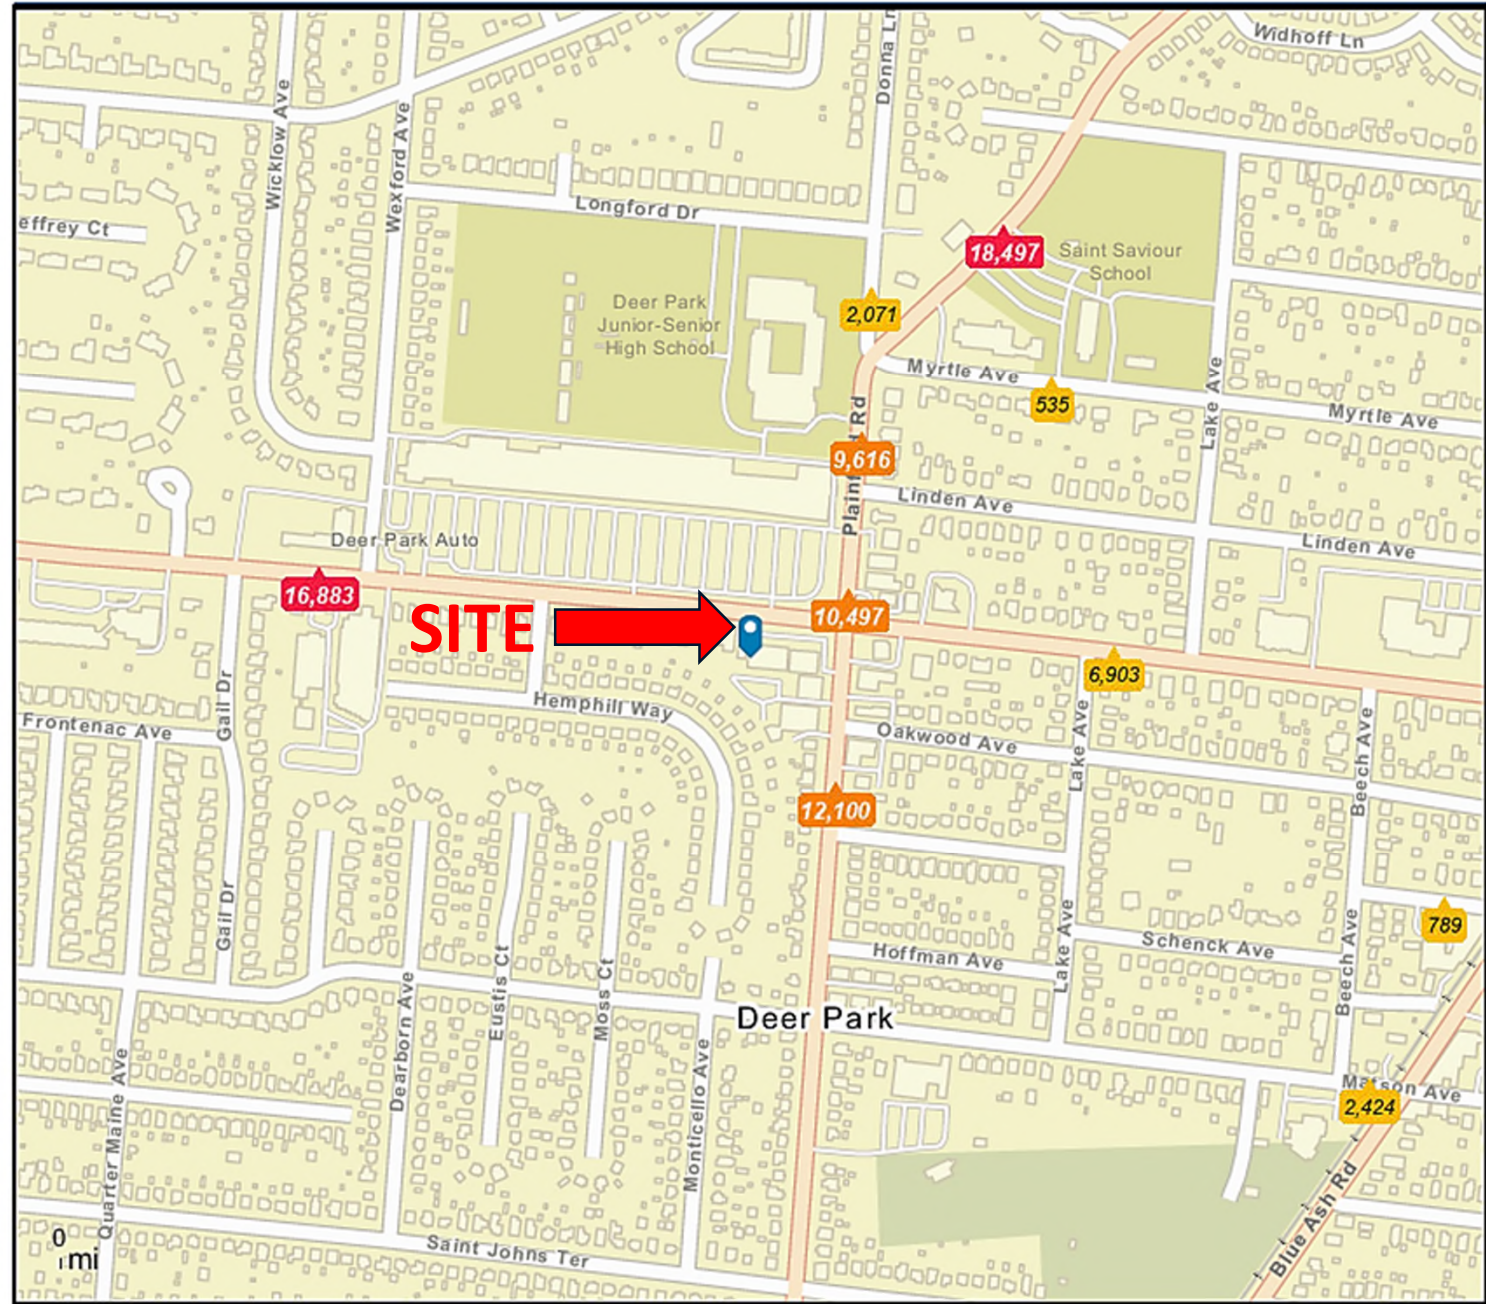 Widhoff Ln
Donna Ln
Wicklow Ave
Wexford Ave
Longford Dr
effrey Ct
18,497
Saint Saviour
School
Deer Park
Junior-Senior
High School
2,071
Myrtle Ave
535
Lake Ave
Myrtle Ave
9,616
Plainf Rd
Linden Ave
Linden Ave
Deer Park Auto
16,883
SITE
10,497
6,903
Gail Dr
Hemphill Way
Frontenac Ave
Oakwood Ave
Lake Ave
Beech Ave
12,100
Gail Dr
789
Hoffman Ave
Schenck Ave
Lake Ave
Beech Ave
Dearborn Ave
Eustis Ct
Moss Ct
Deer Park
Monticello Ave
Quarter Maine Ave
Matson Ave
2,424
Blue Ash Rd
Saint Johns Ter
0
mi